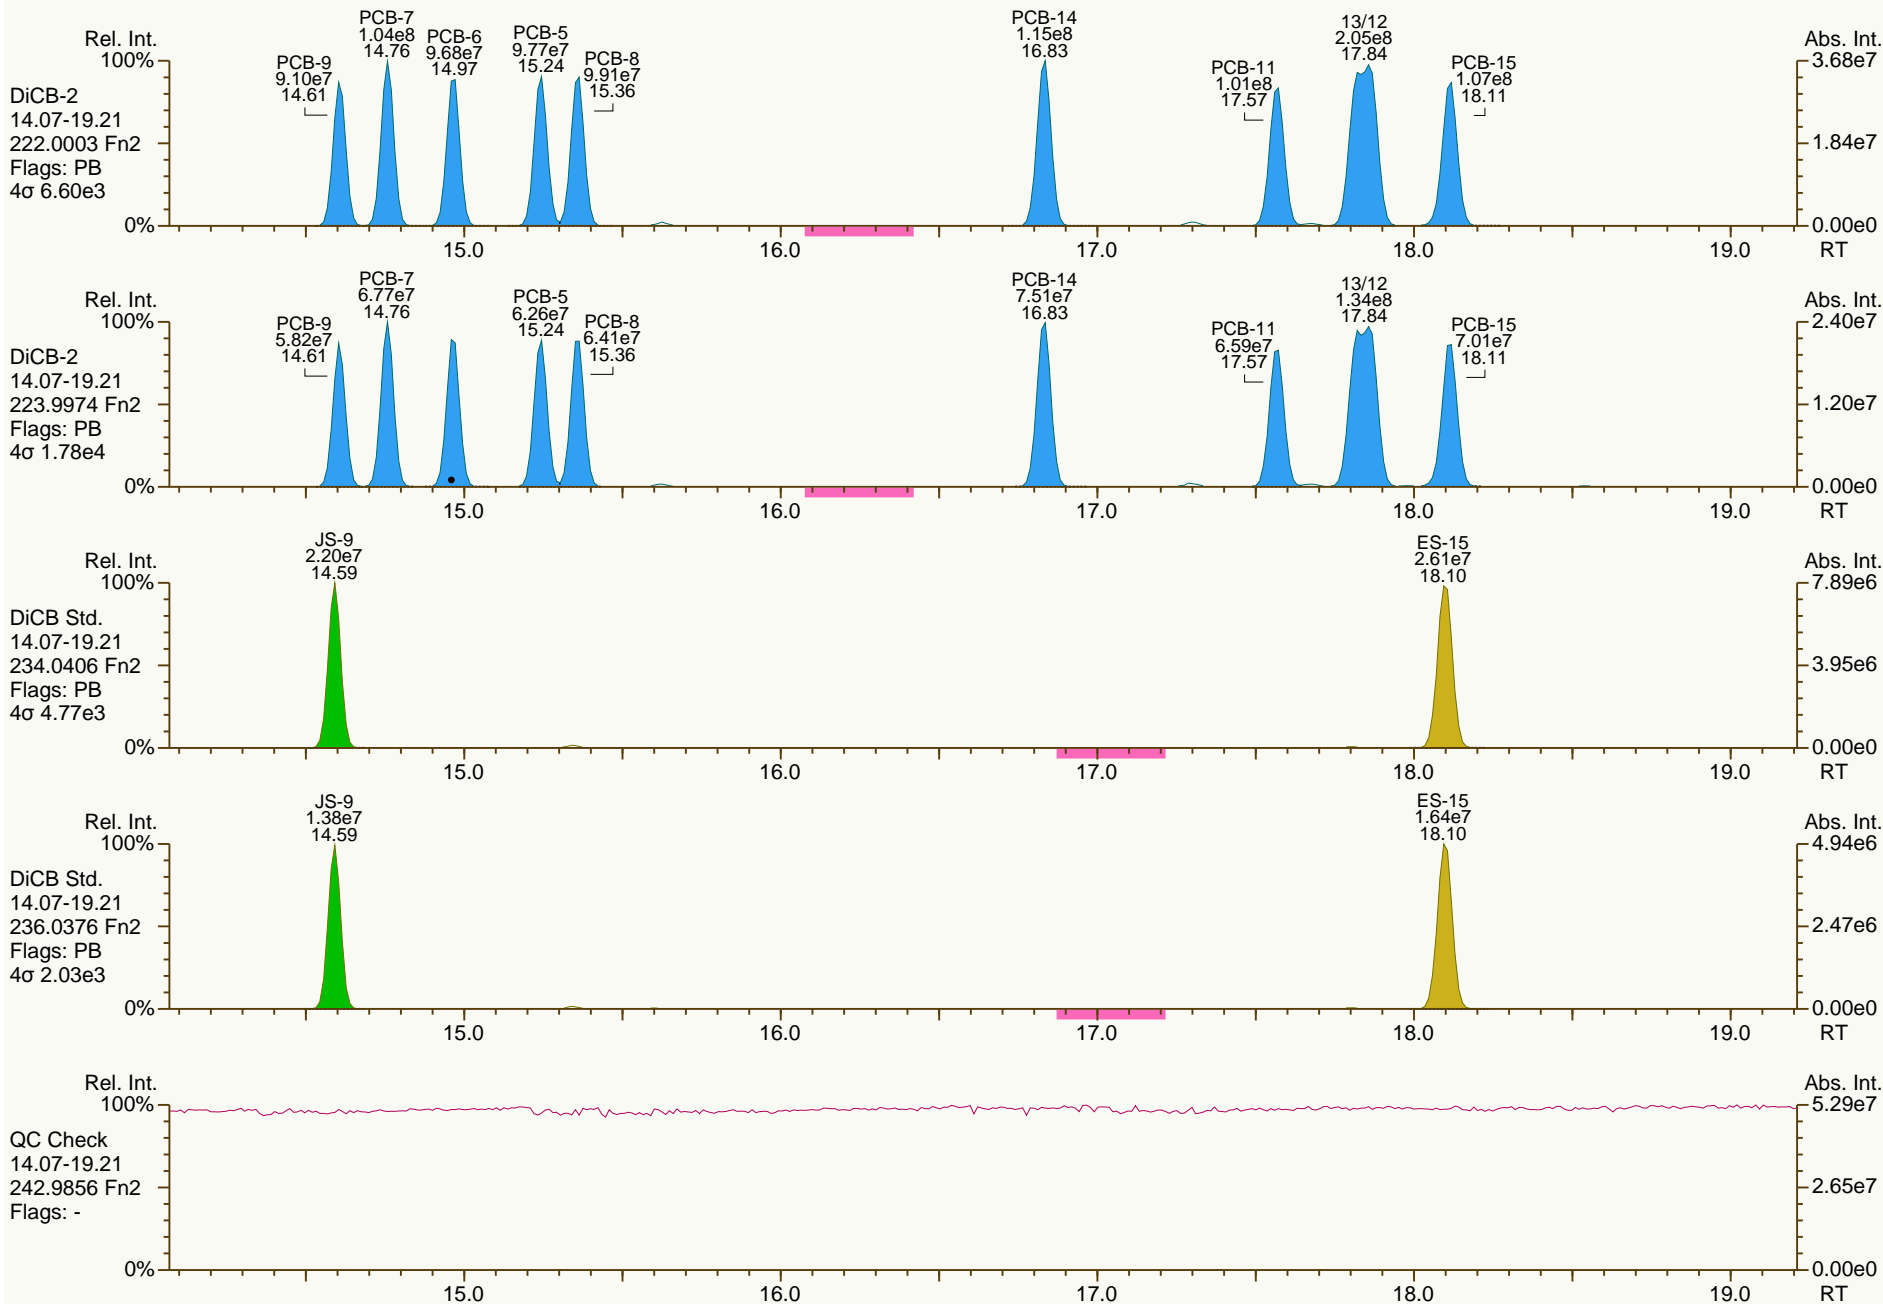 Rel. Int.
100%
0%
DiCB-2
14.07-19.21
222.0003 Fn2
Flags: PB
4σ 6.60e3
PCB-9
9.10e7
14.61
PCB-7
1.04e8
14.76
PCB-6
9.68e7
14.97
PCB-5
9.77e7
15.24
PCB-8
9.91e7
15.36
PCB-14
1.15e8
16.83
PCB-11
1.01e8
17.57
13/12
2.05e8
17.84
PCB-15
1.07e8
18.11
Abs. Int.
3.68e7
1.84e7
0.00e0
15.0 16.0 17.0 18.0 19.0 RT
Rel. Int.
100%
0%
DiCB-2
14.07-19.21
223.9974 Fn2
Flags: PB
4σ 1.78e4
PCB-9
5.82e7
14.61
PCB-7
6.77e7
14.76
PCB-5
6.26e7
15.24
PCB-8
6.41e7
15.36
PCB-14
7.51e7
16.83
PCB-11
6.59e7
17.57
13/12
1.34e8
17.84
PCB-15
7.01e7
18.11
Abs. Int.
2.40e7
1.20e7
0.00e0
15.0 16.0 17.0 18.0 19.0 RT
Rel. Int.
100%
0%
DiCB Std.
14.07-19.21
234.0406 Fn2
Flags: PB
4σ 4.77e3
JS-9
2.20e7
14.59
ES-15
2.61e7
18.10
Abs. Int.
7.89e6
3.95e6
0.00e0
15.0 16.0 17.0 18.0 19.0 RT
Rel. Int.
100%
0%
DiCB Std.
14.07-19.21
236.0376 Fn2
Flags: PB
4σ 2.03e3
JS-9
1.38e7
14.59
ES-15
1.64e7
18.10
Abs. Int.
4.94e6
2.47e6
0.00e0
15.0 16.0 17.0 18.0 19.0 RT
Rel. Int.
100%
0%
QC Check
14.07-19.21
242.9856 Fn2
Flags: -
Abs. Int.
5.29e7
2.65e7
0.00e0
15.0 16.0 17.0 18.0 19.0 RT